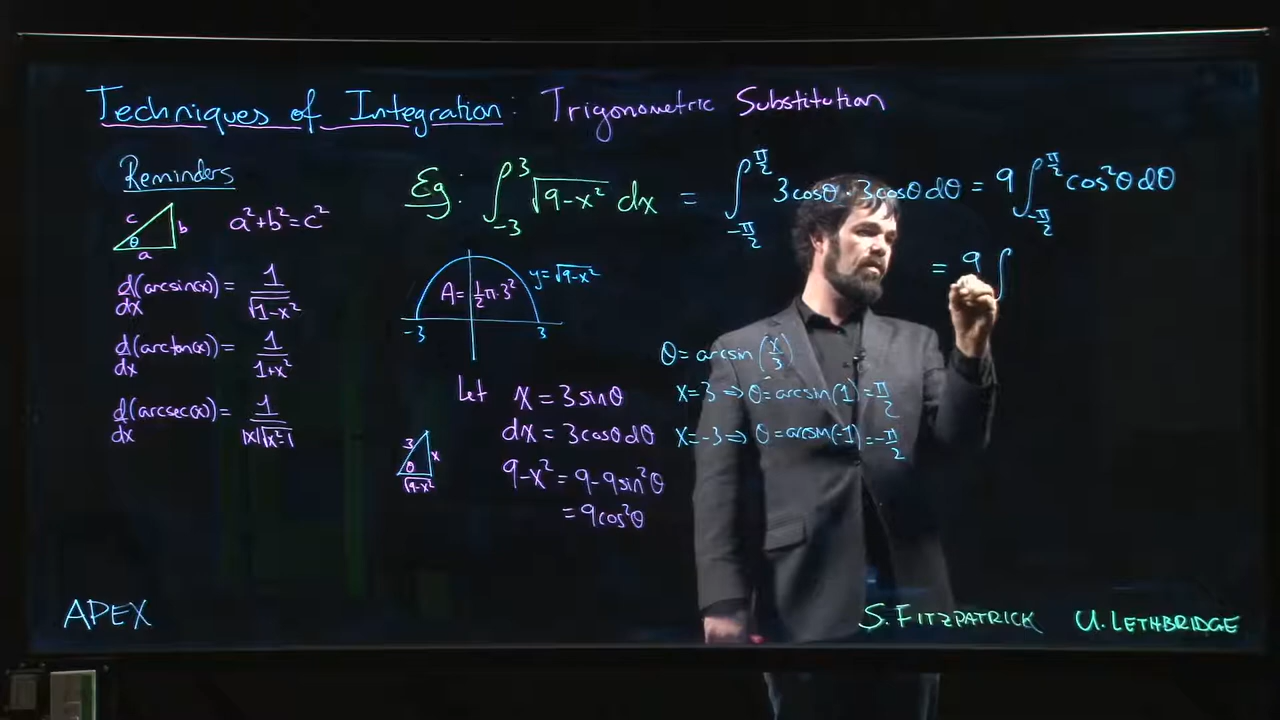 Techniques of Integration: Trigonometric Substitution
Reminders
c b θ a
a²+b²=c²
d/dx (arcsin(x)) = 1/√(1-x²)
d/dx (arctan(x)) = 1/(1+x²)
d/dx (arcsec(x)) = 1/(|x|√(x²-1))
Eg: ∫_{-3}^{3} √(9-x²) dx = ∫_{-π/2}^{π/2} 3cosθ · 3cosθ dθ = 9 ∫_{-π/2}^{π/2} cos²θ dθ
= 9 ∫
A = ½π·3²
y = √(9-x²)
-3 3
Let x = 3 sinθ
dx = 3cosθ dθ
9-x² = 9-9sin²θ
= 9cos²θ
3 x θ √(9-x²)
θ = arcsin(x/3)
x=3 ⇒ θ=arcsin(1)=π/2
x=-3 ⇒ θ=arcsin(-1)=-π/2
APEX
S. FITZPATRICK U. LETHBRIDGE